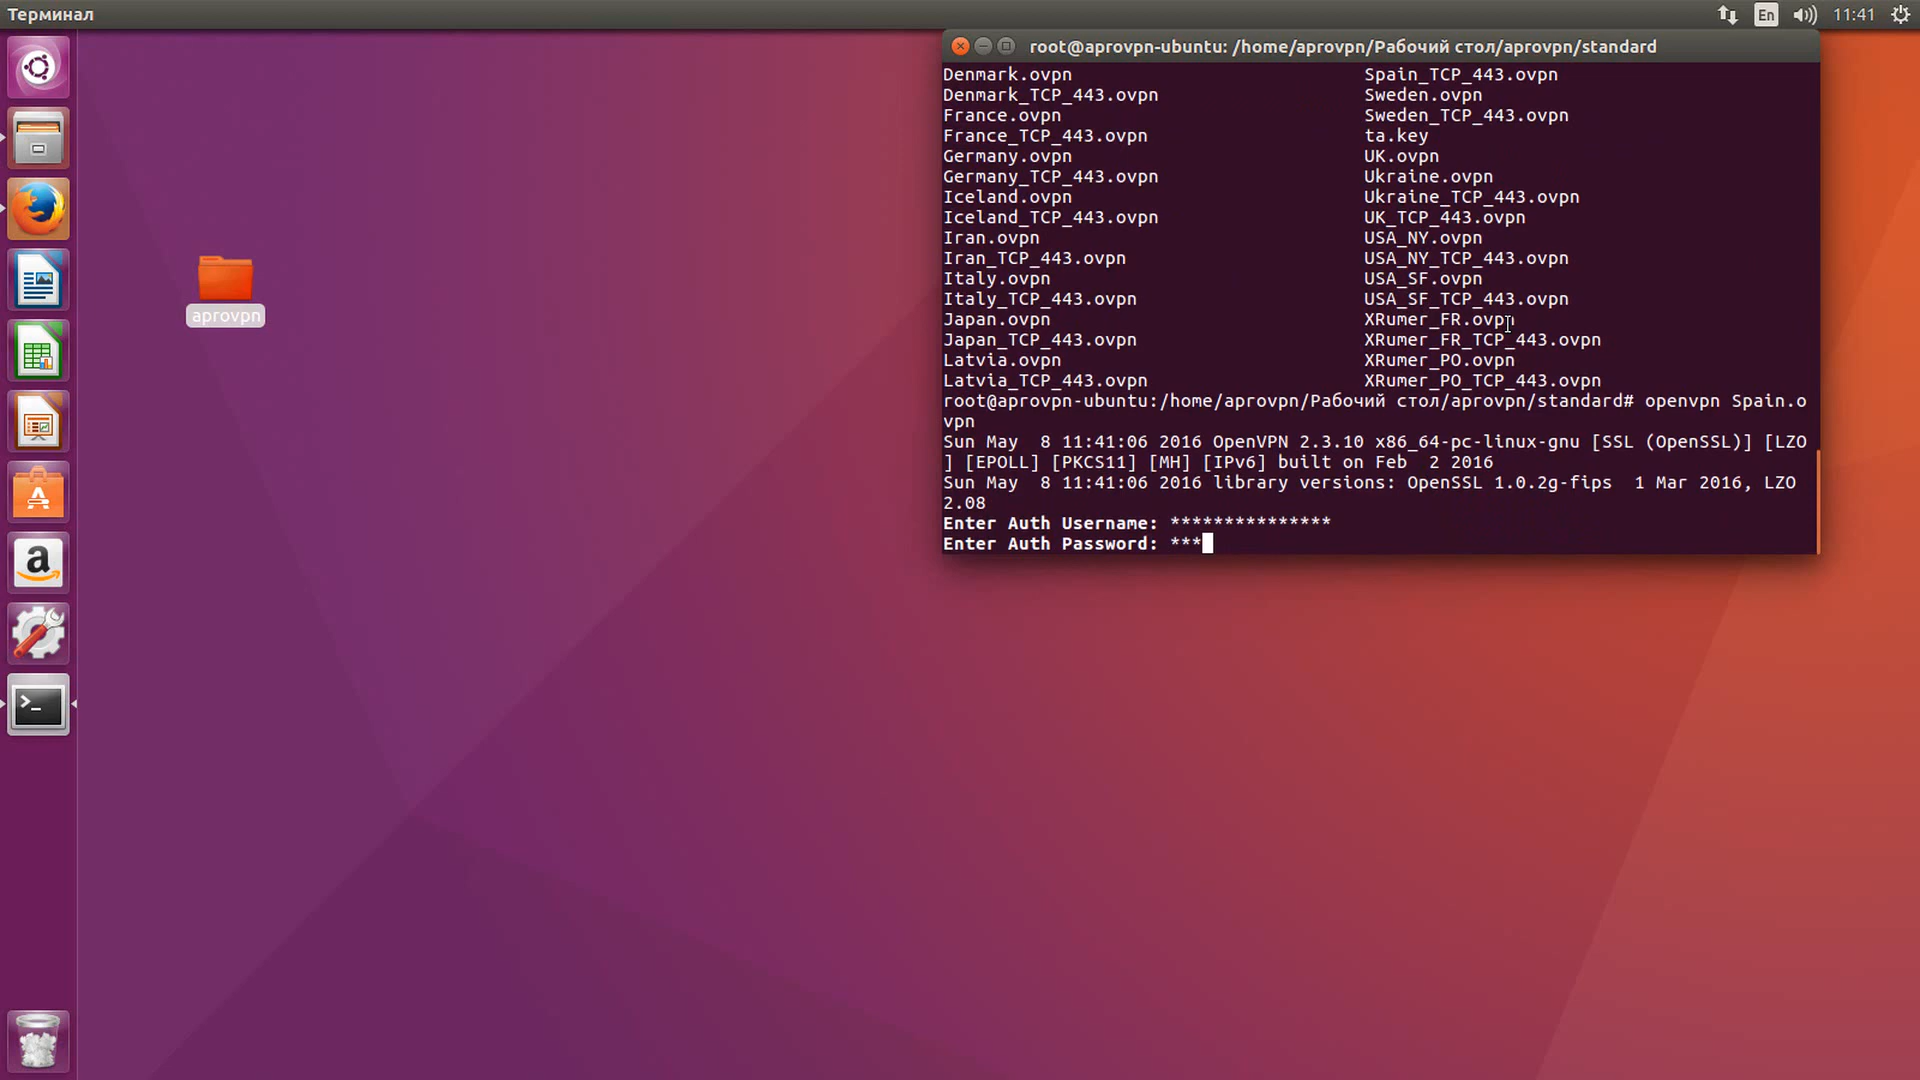 Терминал
En
11:41
aprovpn
root@aprovpn-ubuntu: /home/aprovpn/Рабочий стол/aprovpn/standard
Denmark.ovpn Spain_TCP_443.ovpn
Denmark_TCP_443.ovpn Sweden.ovpn
France.ovpn Sweden_TCP_443.ovpn
France_TCP_443.ovpn ta.key
Germany.ovpn UK.ovpn
Germany_TCP_443.ovpn Ukraine.ovpn
Iceland.ovpn Ukraine_TCP_443.ovpn
Iceland_TCP_443.ovpn UK_TCP_443.ovpn
Iran.ovpn USA_NY.ovpn
Iran_TCP_443.ovpn USA_NY_TCP_443.ovpn
Italy.ovpn USA_SF.ovpn
Italy_TCP_443.ovpn USA_SF_TCP_443.ovpn
Japan.ovpn XRumer_FR.ovpn
Japan_TCP_443.ovpn XRumer_FR_TCP_443.ovpn
Latvia.ovpn XRumer_PO.ovpn
Latvia_TCP_443.ovpn XRumer_PO_TCP_443.ovpn
root@aprovpn-ubuntu:/home/aprovpn/Рабочий стол/aprovpn/standard# openvpn Spain.o
vpn
Sun May  8 11:41:06 2016 OpenVPN 2.3.10 x86_64-pc-linux-gnu [SSL (OpenSSL)] [LZO
] [EPOLL] [PKCS11] [MH] [IPv6] built on Feb  2 2016
Sun May  8 11:41:06 2016 library versions: OpenSSL 1.0.2g-fips  1 Mar 2016, LZO
2.08
Enter Auth Username: ***************
Enter Auth Password: ***